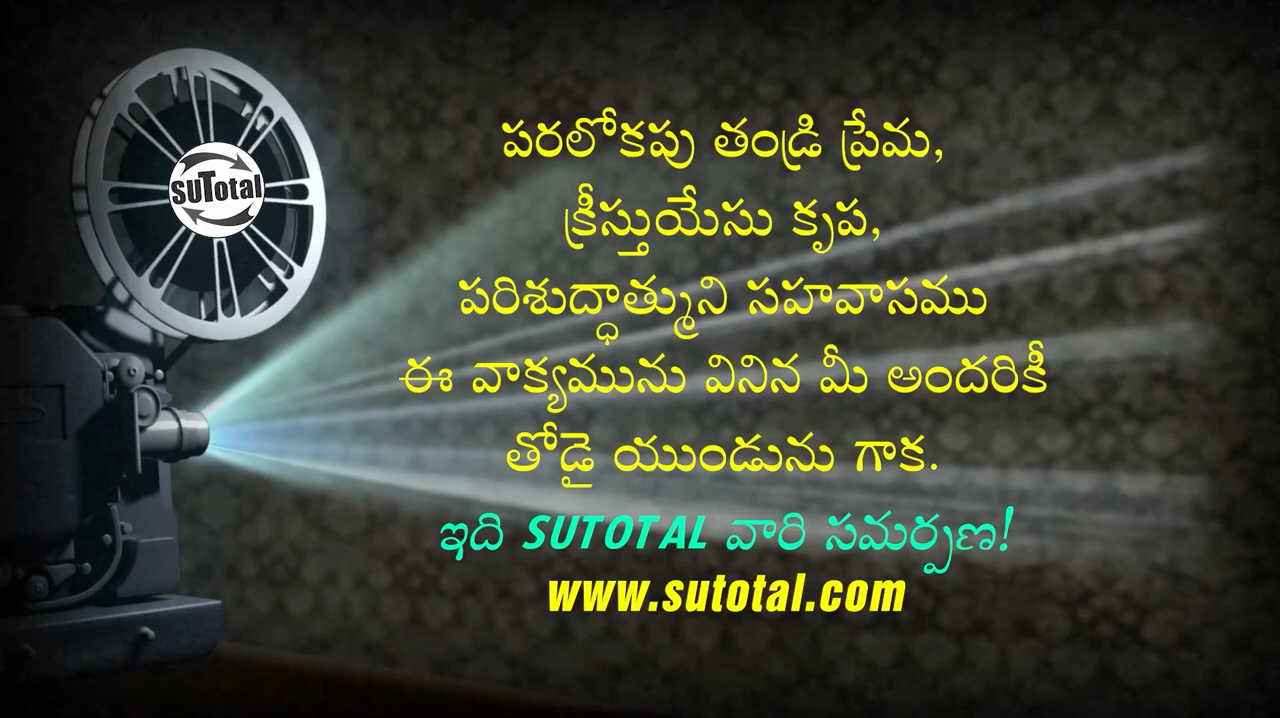 suTotal
పరలోకపు తండ్రి ప్రేమ,
క్రీస్తుయేసు కృప,
పరిశుద్ధాత్ముని సహవాసము
ఈ వాక్యమును వినిన మీ అందరికీ
తోడై యుండును గాక.
ఇది SUTOTAL వారి సమర్పణ!
www.sutotal.com